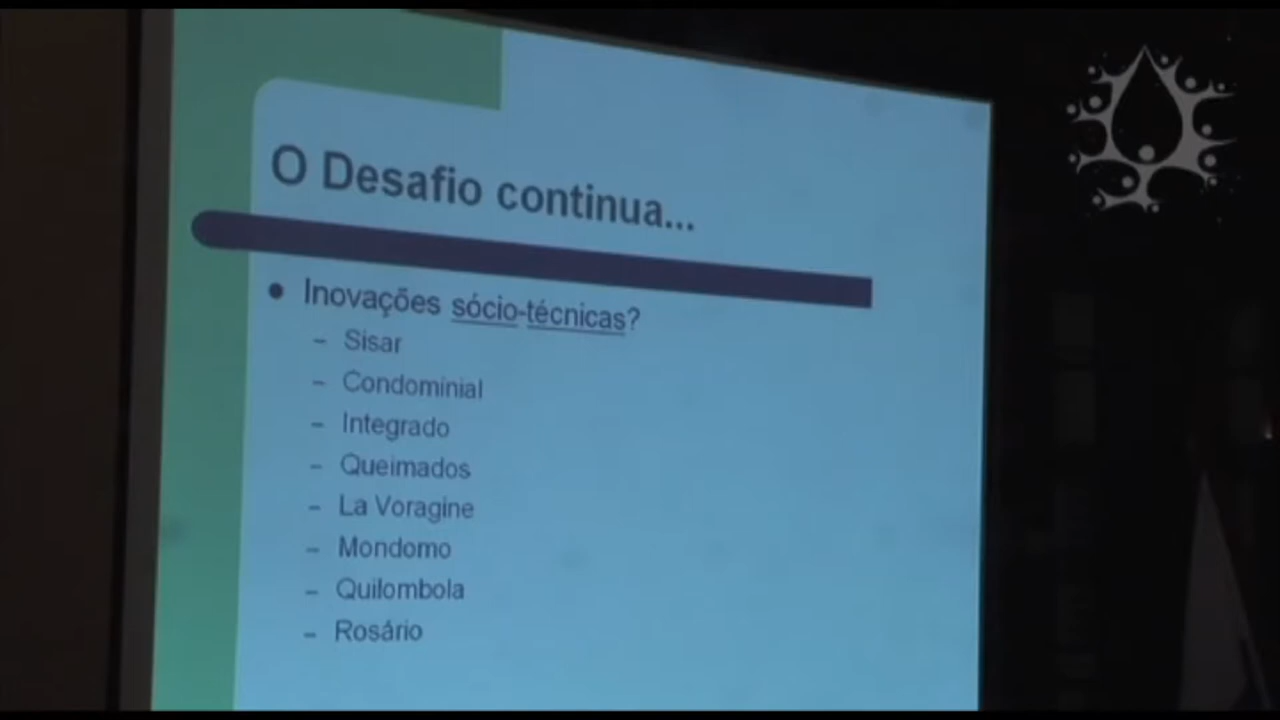 O Desafio continua...
● Inovações sócio-técnicas?
– Sisar
– Condominial
– Integrado
– Queimados
– La Voragine
– Mondomo
– Quilombola
– Rosário